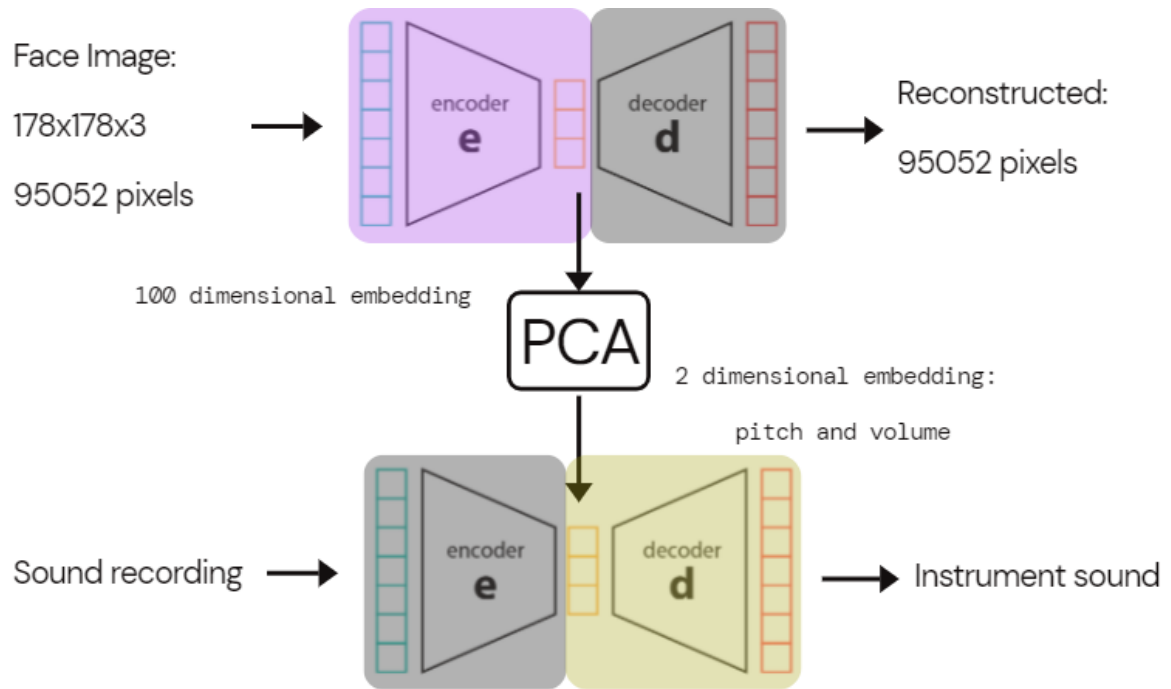 Face Image:
178x178x3
95052 pixels
encoder
e
decoder
d
Reconstructed:
95052 pixels
100 dimensional embedding
PCA
2 dimensional embedding:
pitch and volume
Sound recording
encoder
e
decoder
d
Instrument sound